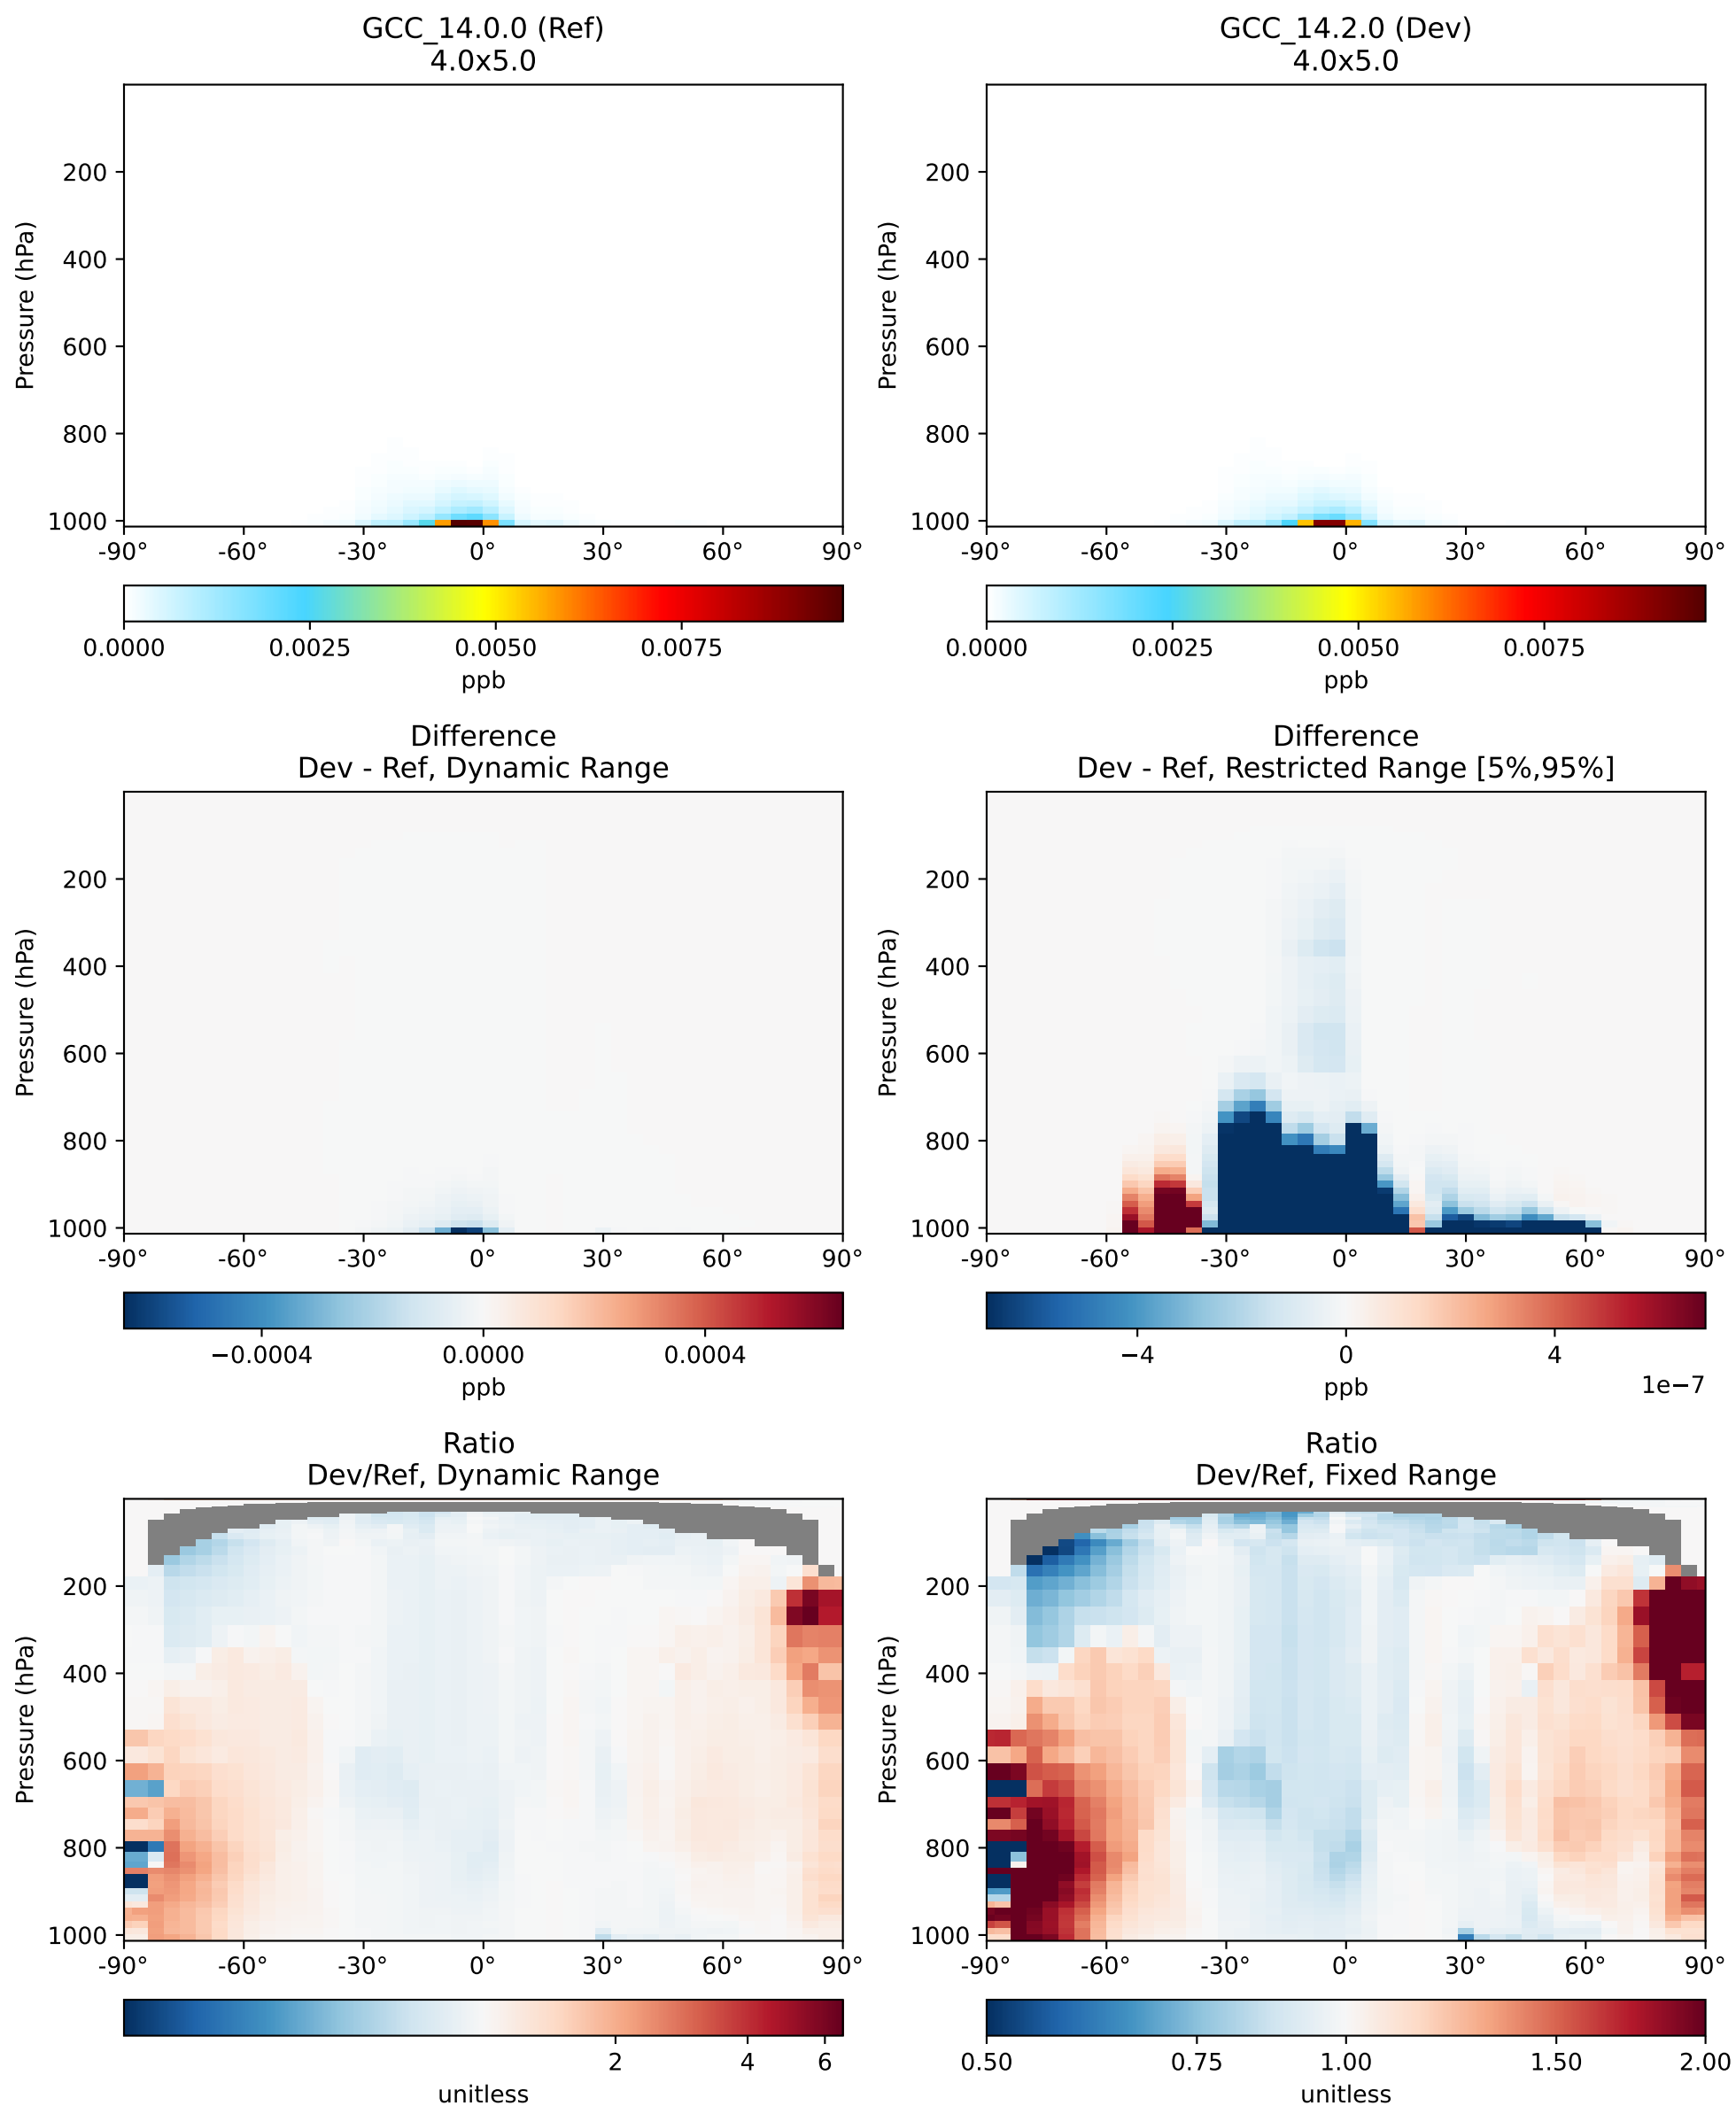 GCC_14.0.0 (Ref)
4.0x5.0
Pressure (hPa)
200
400
600
800
1000
-90° -60° -30° 0° 30° 60° 90°
0.0000 0.0025 0.0050 0.0075
ppb
GCC_14.2.0 (Dev)
4.0x5.0
Pressure (hPa)
200
400
600
800
1000
-90° -60° -30° 0° 30° 60° 90°
0.0000 0.0025 0.0050 0.0075
ppb
Difference
Dev - Ref, Dynamic Range
Pressure (hPa)
200
400
600
800
1000
-90° -60° -30° 0° 30° 60° 90°
−0.0004 0.0000 0.0004
ppb
Difference
Dev - Ref, Restricted Range [5%,95%]
Pressure (hPa)
200
400
600
800
1000
-90° -60° -30° 0° 30° 60° 90°
−4 0 4
ppb
1e−7
Ratio
Dev/Ref, Dynamic Range
Pressure (hPa)
200
400
600
800
1000
-90° -60° -30° 0° 30° 60° 90°
2 4 6
unitless
Ratio
Dev/Ref, Fixed Range
Pressure (hPa)
200
400
600
800
1000
-90° -60° -30° 0° 30° 60° 90°
0.50 0.75 1.00 1.50 2.00
unitless